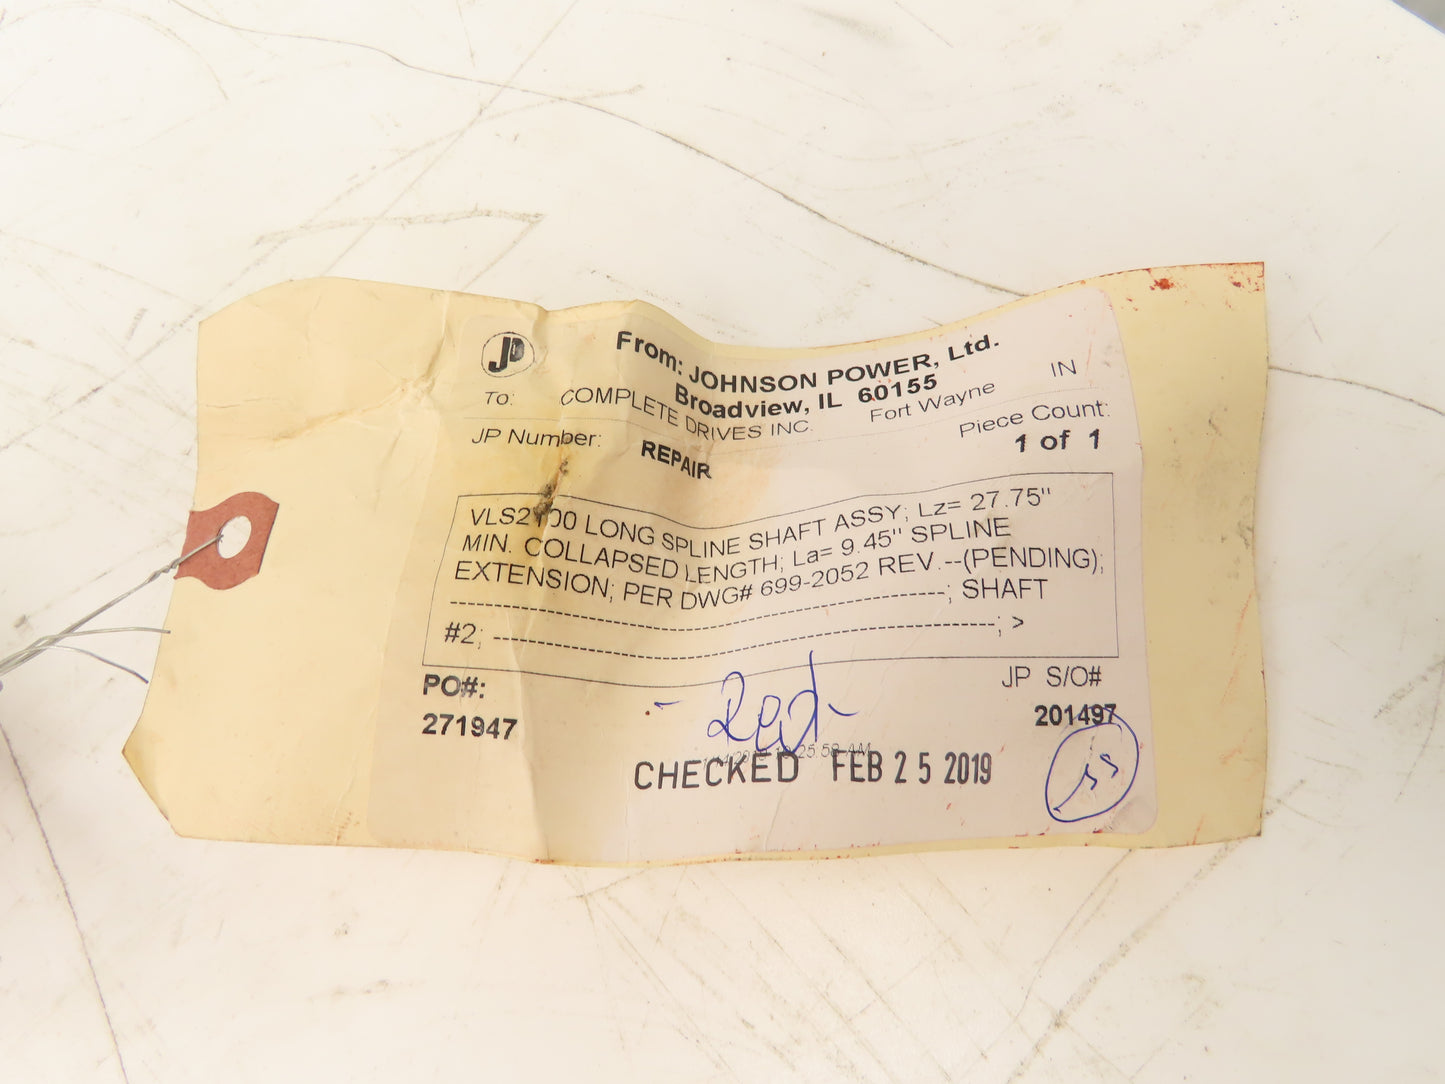 JP
From: JOHNSON POWER, Ltd.
Broadview, IL 60155
To: COMPLETE DRIVES INC. Fort Wayne IN
JP Number: REPAIR
Piece Count:
1 of 1
LONG SPLINE SHAFT ASSY; Lz= 27.75"
MIN. COLLAPSED LENGTH; La= 9.45" SPLINE
EXTENSION; PER DWG# 699-2052 REV.--(PENDING);
--------------------------------------------------; SHAFT
#2; --------------------------------------------------; >
PO#:
271947
JP S/O#
201497
- Red -
CHECKED FEB 25 2019